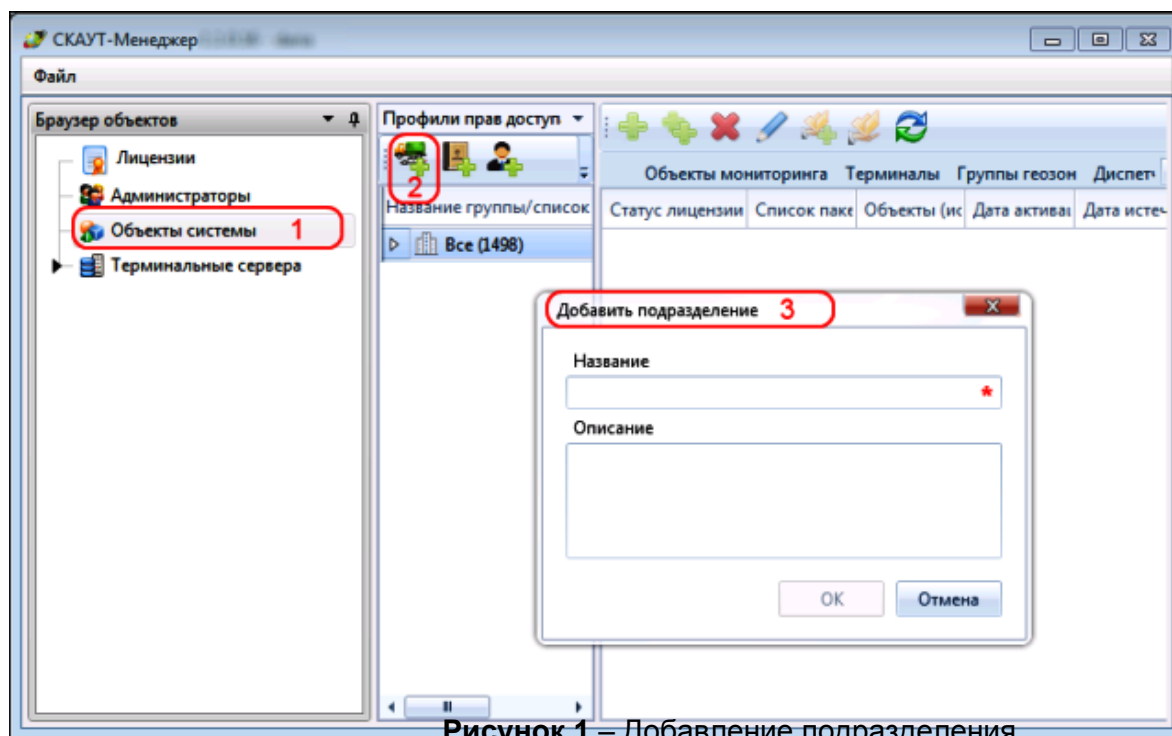 СКАУТ-Менеджер
Файл
Браузер объектов
Лицензии
Администраторы
Объекты системы 1
Терминальные сервера
Профили прав доступ
2
Название группы/список
Все (1498)
Объекты мониторинга Терминалы Группы геозон Диспетч
Статус лицензии Список паке Объекты (ис Дата активац Дата истеч
Добавить подразделение 3
Название
*
Описание
OK Отмена
Рисунок 1 – Добавление подразделения